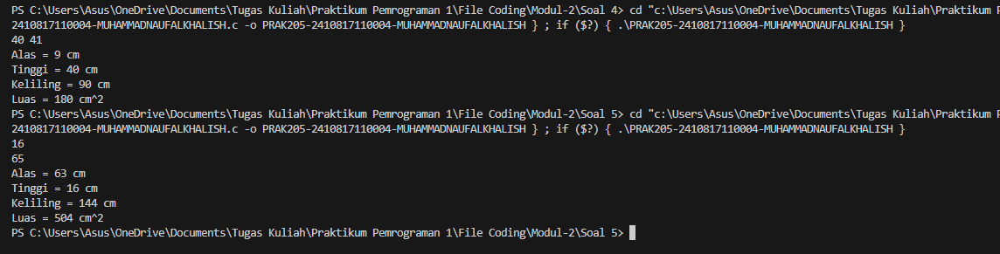 PS C:\Users\Asus\OneDrive\Documents\Tugas Kuliah\Praktikum Pemrograman 1\File Coding\Modul-2\Soal 4> cd "c:\Users\Asus\OneDrive\Documents\Tugas Kuliah\Praktikum P
2410817110004-MUHAMMADNAUFALKHALISH.c -o PRAK205-2410817110004-MUHAMMADNAUFALKHALISH } ; if ($?) { .\PRAK205-2410817110004-MUHAMMADNAUFALKHALISH }
40 41
Alas = 9 cm
Tinggi = 40 cm
Keliling = 90 cm
Luas = 180 cm^2
PS C:\Users\Asus\OneDrive\Documents\Tugas Kuliah\Praktikum Pemrograman 1\File Coding\Modul-2\Soal 5> cd "c:\Users\Asus\OneDrive\Documents\Tugas Kuliah\Praktikum P
2410817110004-MUHAMMADNAUFALKHALISH.c -o PRAK205-2410817110004-MUHAMMADNAUFALKHALISH } ; if ($?) { .\PRAK205-2410817110004-MUHAMMADNAUFALKHALISH }
16
65
Alas = 63 cm
Tinggi = 16 cm
Keliling = 144 cm
Luas = 504 cm^2
PS C:\Users\Asus\OneDrive\Documents\Tugas Kuliah\Praktikum Pemrograman 1\File Coding\Modul-2\Soal 5>